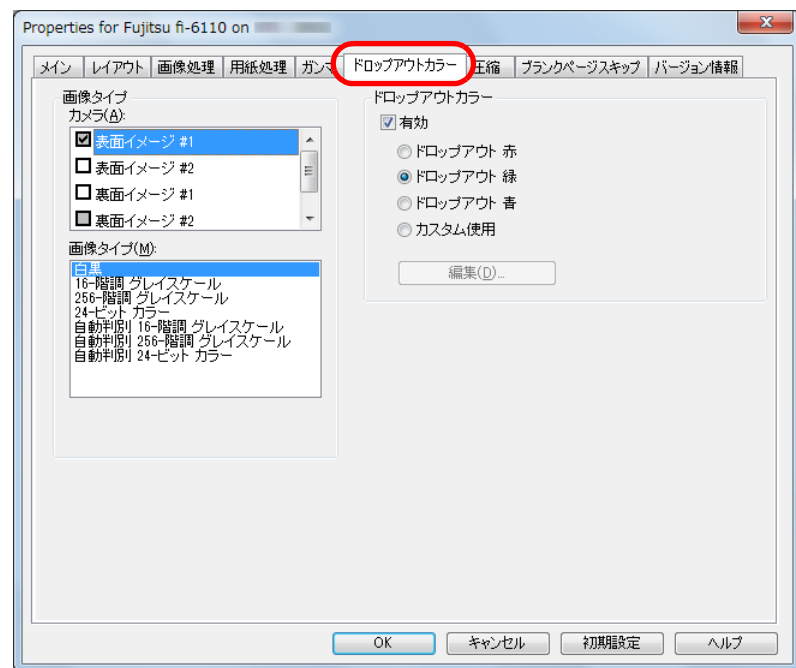 Properties for Fujitsu fi-6110 on
メイン レイアウト 画像処理 用紙処理 ガンマ ドロップアウトカラー 圧縮 ブランクページスキップ バージョン情報
画像タイプ
カメラ(A):
表面イメージ #1
表面イメージ #2
裏面イメージ #1
裏面イメージ #2
画像タイプ(M):
白黒
16-階調 グレイスケール
256-階調 グレイスケール
24-ビット カラー
自動判別 16-階調 グレイスケール
自動判別 256-階調 グレイスケール
自動判別 24-ビット カラー
ドロップアウトカラー
有効
ドロップアウト 赤
ドロップアウト 緑
ドロップアウト 青
カスタム使用
編集(D)...
OK キャンセル 初期設定 ヘルプ